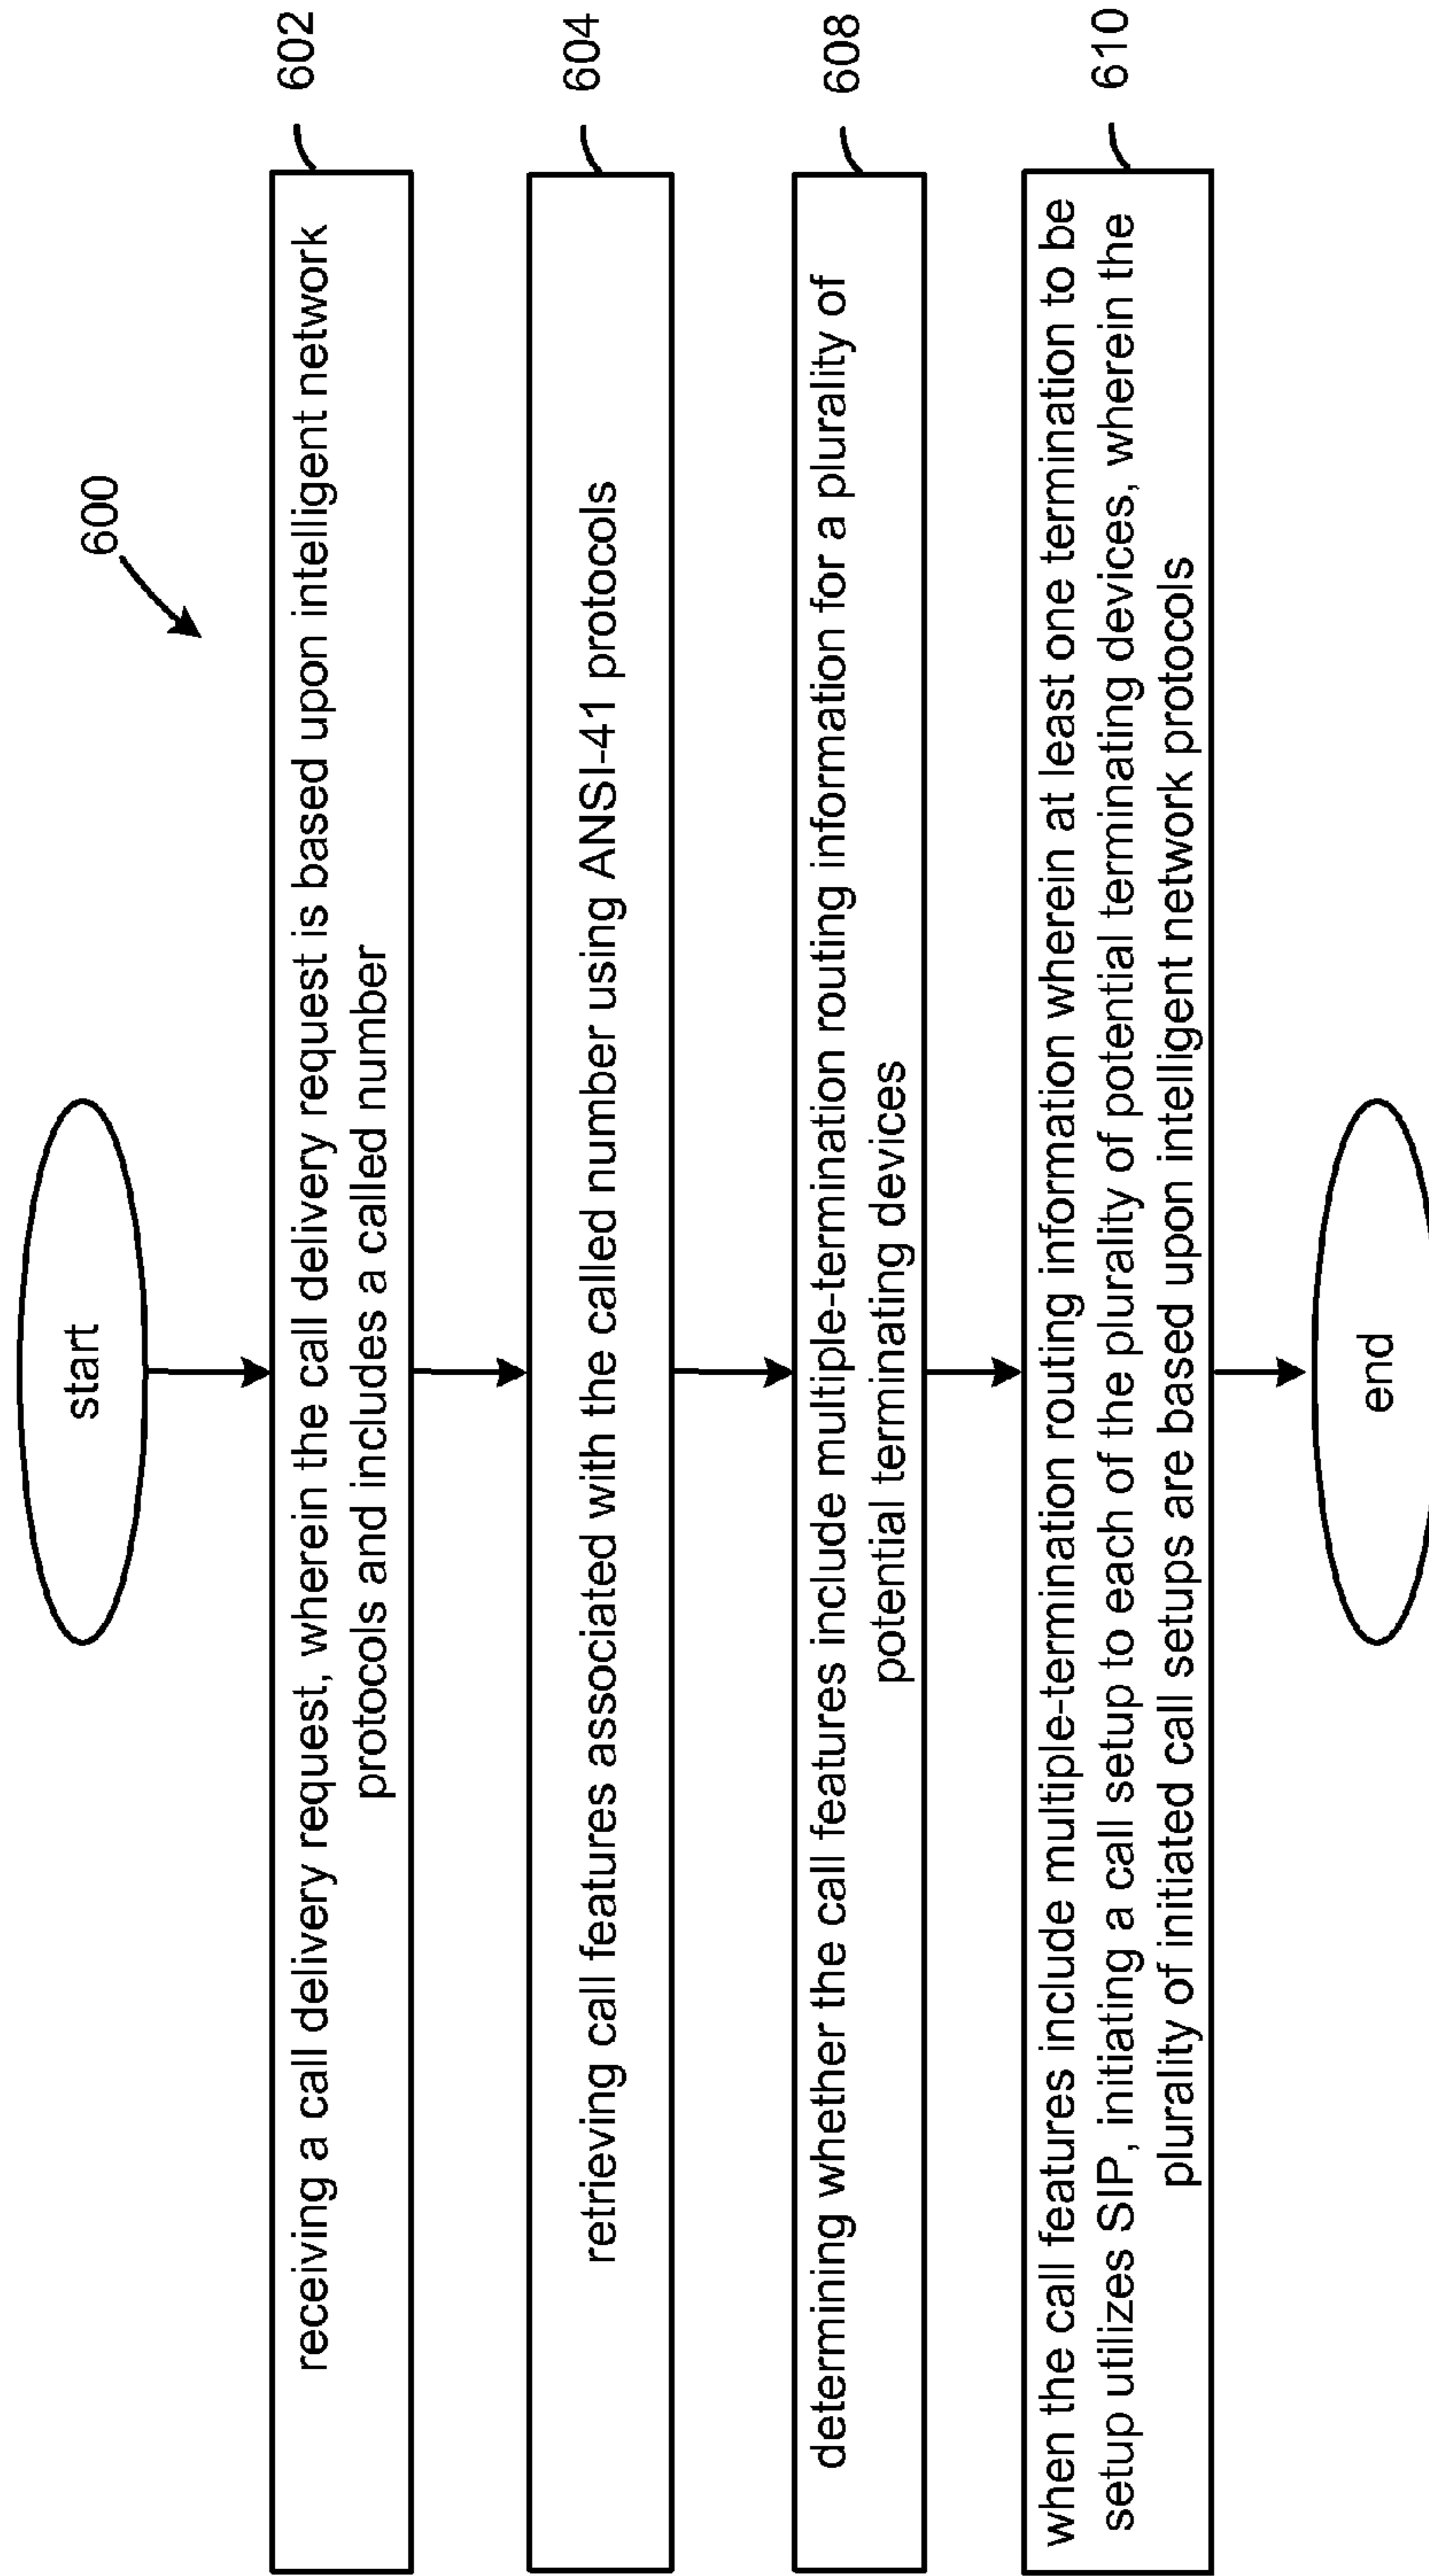 600
start
receiving a call delivery request, wherein the call delivery request is based upon intelligent network
protocols and includes a called number
602
retrieving call features associated with the called number using ANSI-41 protocols
604
determining whether the call features include multiple-termination routing information for a plurality of
potential terminating devices
608
when the call features include multiple-termination routing information wherein at least one termination to be
setup utilizes SIP, initiating a call setup to each of the plurality of potential terminating devices, wherein the
plurality of initiated call setups are based upon intelligent network protocols
610
end